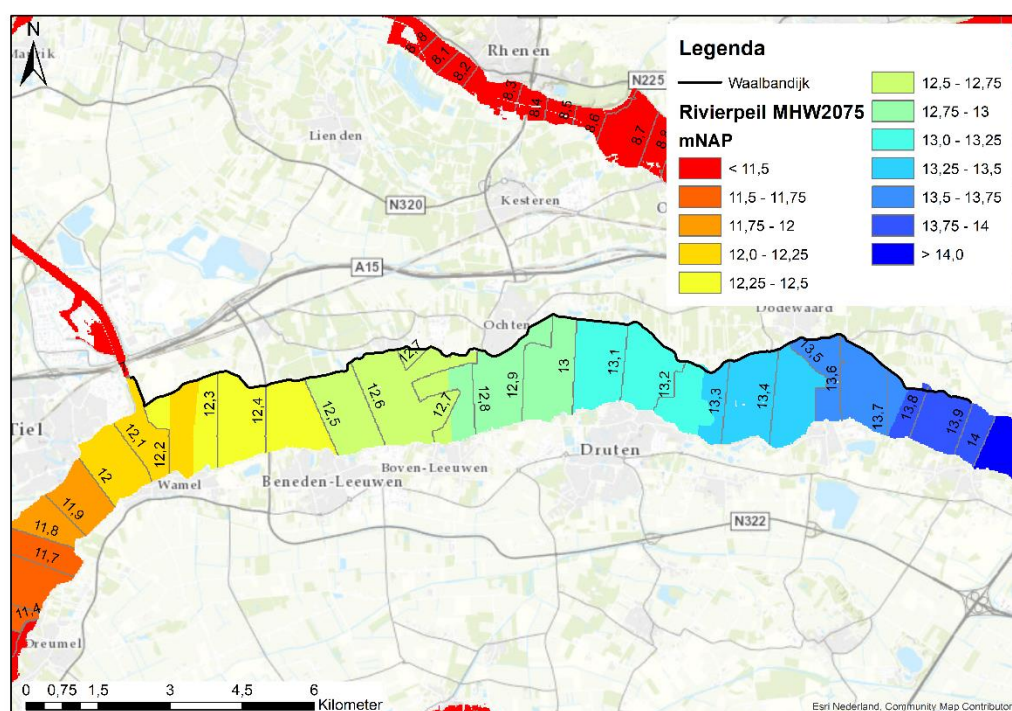 N
Maurik
Rhenen
N225
Lienden
N320
Kesteren
A15
Ochten
Dodewaard
Tiel
Wamel
Beneden-Leeuwen
Boven-Leeuwen
Druten
N322
Dreumel
8,1
8,2
8,3
8,4
8,5
8,6
8,7
8,8
11,4
11,7
11,8
11,9
12
12,1
12,2
12,3
12,4
12,5
12,6
12,7
12,7
12,8
12,9
13
13,1
13,2
13,3
13,4
13,5
13,6
13,7
13,8
13,9
14
Legenda
Waalbandijk
Rivierpeil MHW2075
mNAP
< 11,5
11,5 - 11,75
11,75 - 12
12,0 - 12,25
12,25 - 12,5
12,5 - 12,75
12,75 - 13
13,0 - 13,25
13,25 - 13,5
13,5 - 13,75
13,75 - 14
> 14,0
0 0,75 1,5 3 4,5 6
Kilometer
Esri Nederland, Community Map Contributor